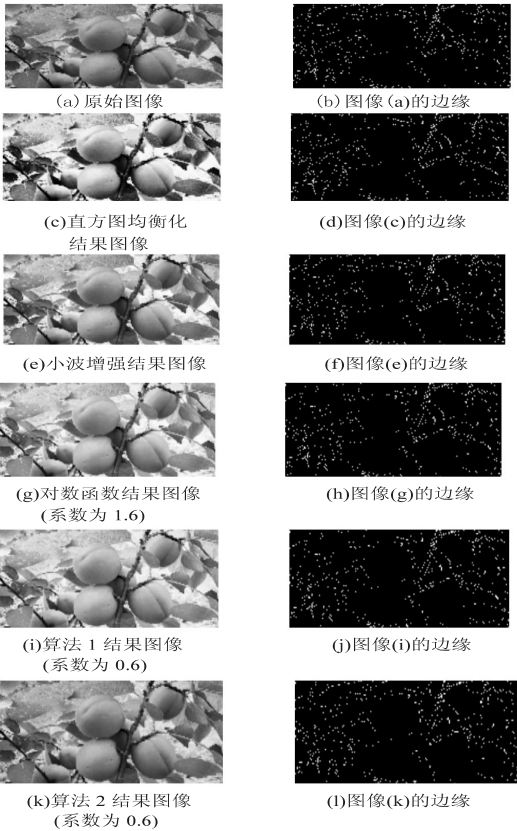 (a)原始图像
(b)图像(a)的边缘
(c)直方图均衡化
结果图像
(d)图像(c)的边缘
(e)小波增强结果图像
(f)图像(e)的边缘
(g)对数函数结果图像
(系数为 1.6)
(h)图像(g)的边缘
(i)算法 1 结果图像
(系数为 0.6)
(j)图像(i)的边缘
(k)算法 2 结果图像
(系数为 0.6)
(l)图像(k)的边缘